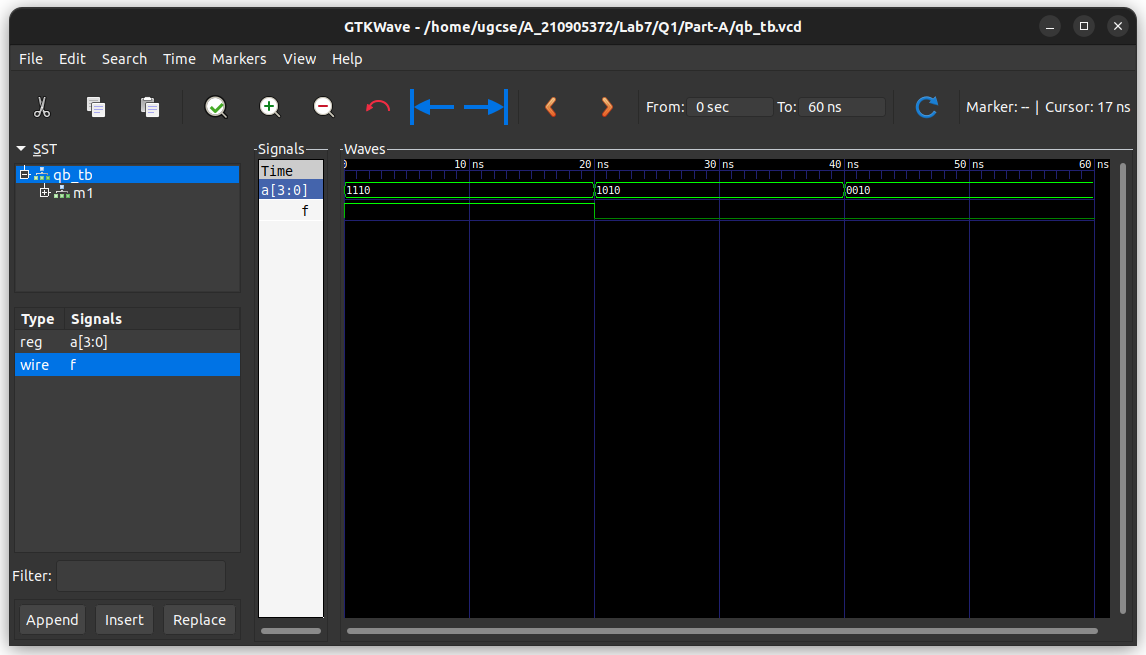 GTKWave - /home/ugcse/A_210905372/Lab7/Q1/Part-A/qb_tb.vcd
File Edit Search Time Markers View Help
From: 0 sec To: 60 ns Marker: -- | Cursor: 17 ns
SST
qb_tb
m1
Type Signals
reg a[3:0]
wire f
Filter:
Append Insert Replace
Signals
Time
a[3:0]
f
Waves
0 10 ns 20 ns 30 ns 40 ns 50 ns 60 ns
1110 1010 0010